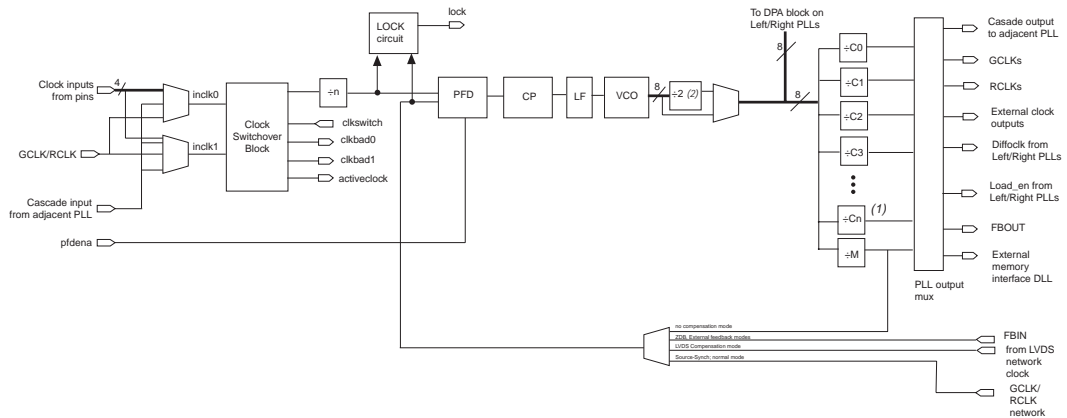 To DPA block on
Left/Right PLLs
lock
LOCK
circuit
Casade output
to adjacent PLL
8
÷C0
4
Clock inputs
from pins
inclk0
÷n
GCLKs
PFD
CP
LF
VCO
8
÷2 (2)
8
÷C1
RCLKs
Clock
Switchover
Block
clkswitch
÷C2
External clock
outputs
clkbad0
GCLK/RCLK
inclk1
clkbad1
÷C3
Diffoclk from
Left/Right PLLs
activeclock
Cascade input
from adjacent PLL
Load_en from
Left/Right PLLs
÷Cn
(1)
FBOUT
pfdena
÷M
External
memory
interface DLL
PLL output
mux
no compensation mode
ZDB, External feedback modes
FBIN
LVDS Compensation mode
from LVDS
network
clock
Source-Synch; normal mode
GCLK/
RCLK
network